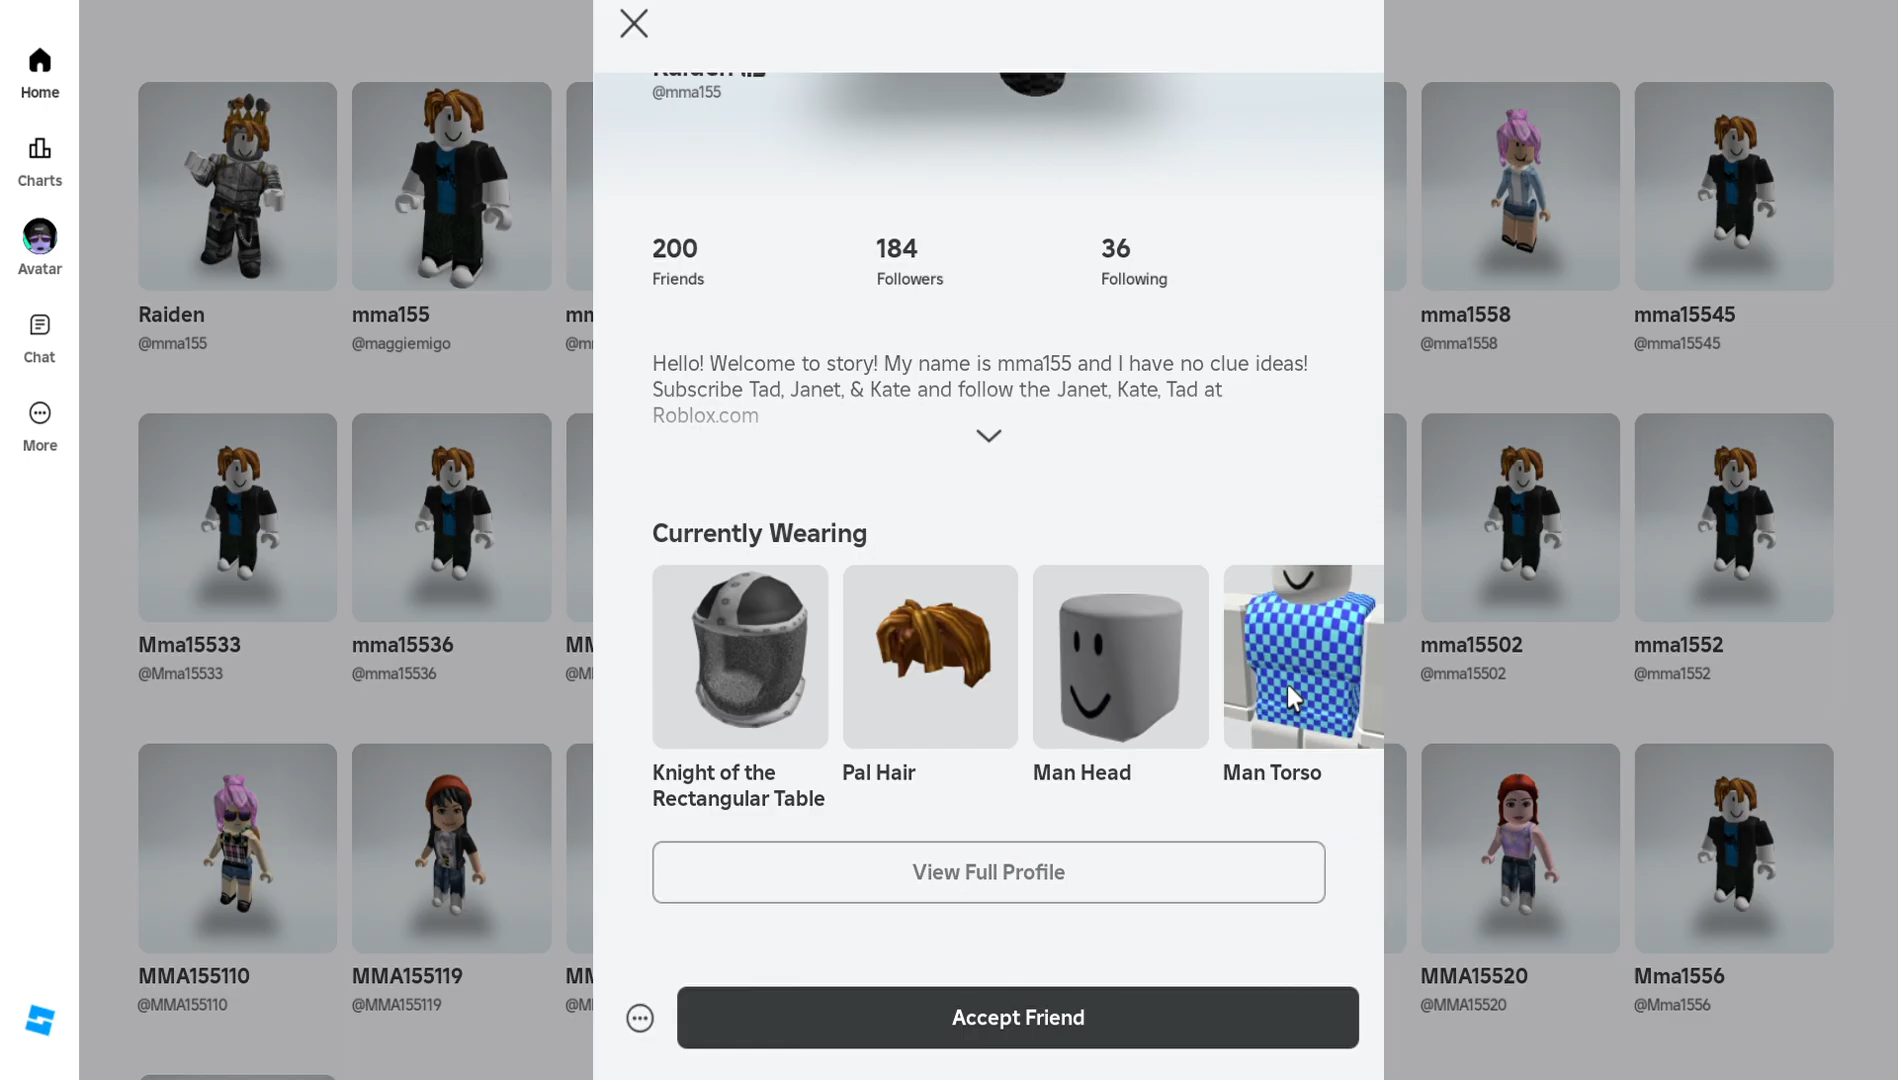 Home
Charts
Avatar
Chat
More
Raiden
@mma155
mma155
@maggiemigo
mma1558
@mma1558
mma15545
@mma15545
Mma15533
@Mma15533
mma15536
@mma15536
mma15502
@mma15502
mma1552
@mma1552
MMA155110
@MMA155110
MMA155119
@MMA155119
MMA15520
@MMA15520
Mma1556
@Mma1556
@mma155
200
Friends
184
Followers
36
Following
Hello! Welcome to story! My name is mma155 and I have no clue ideas!
Subscribe Tad, Janet, & Kate and follow the Janet, Kate, Tad at
Roblox.com
Currently Wearing
Knight of the
Rectangular Table
Pal Hair
Man Head
Man Torso
View Full Profile
Accept Friend